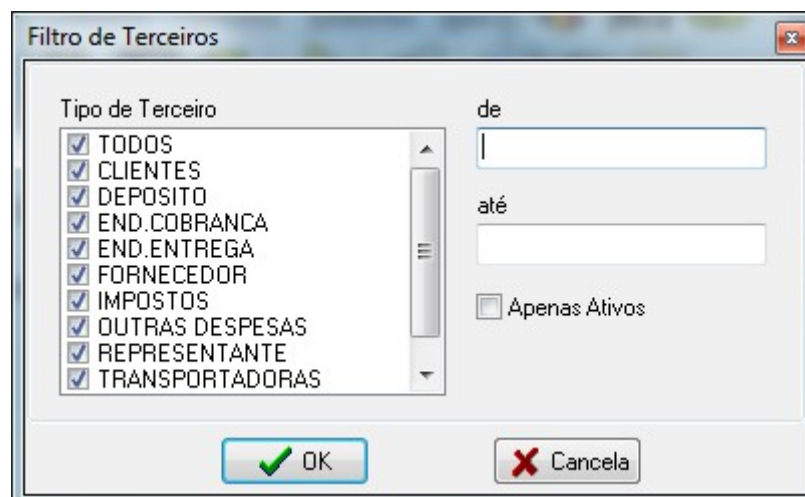 Filtro de Terceiros
Tipo de Terceiro
TODOS
CLIENTES
DEPOSITO
END.COBRANCA
END.ENTREGA
FORNECEDOR
IMPOSTOS
OUTRAS DESPESAS
REPRESENTANTE
TRANSPORTADORAS
de
até
Apenas Ativos
OK
Cancela